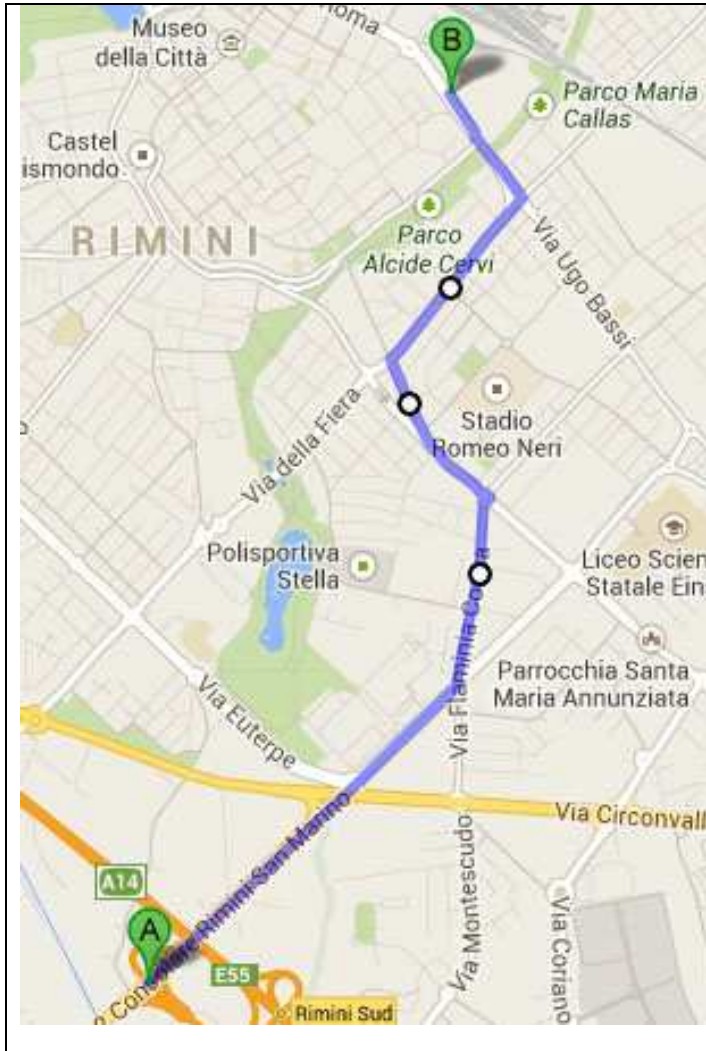 Museo
della Città
Roma
B
Parco Maria
Callas
Castel
ismondo
RIMINI
Parco
Alcide Cervi
Via Ugo Bassi
Stadio
Romeo Neri
Via della Fiera
Polisportiva
Stella
Liceo Scien
Statale Ein
Via Flaminia Co a
Parrocchia Santa
Maria Annunziata
Via Euterpe
Via Circonvall
Rimini San Marino
A14
Via Montescudo
Via Coriano
A
E55
Rimini Sud